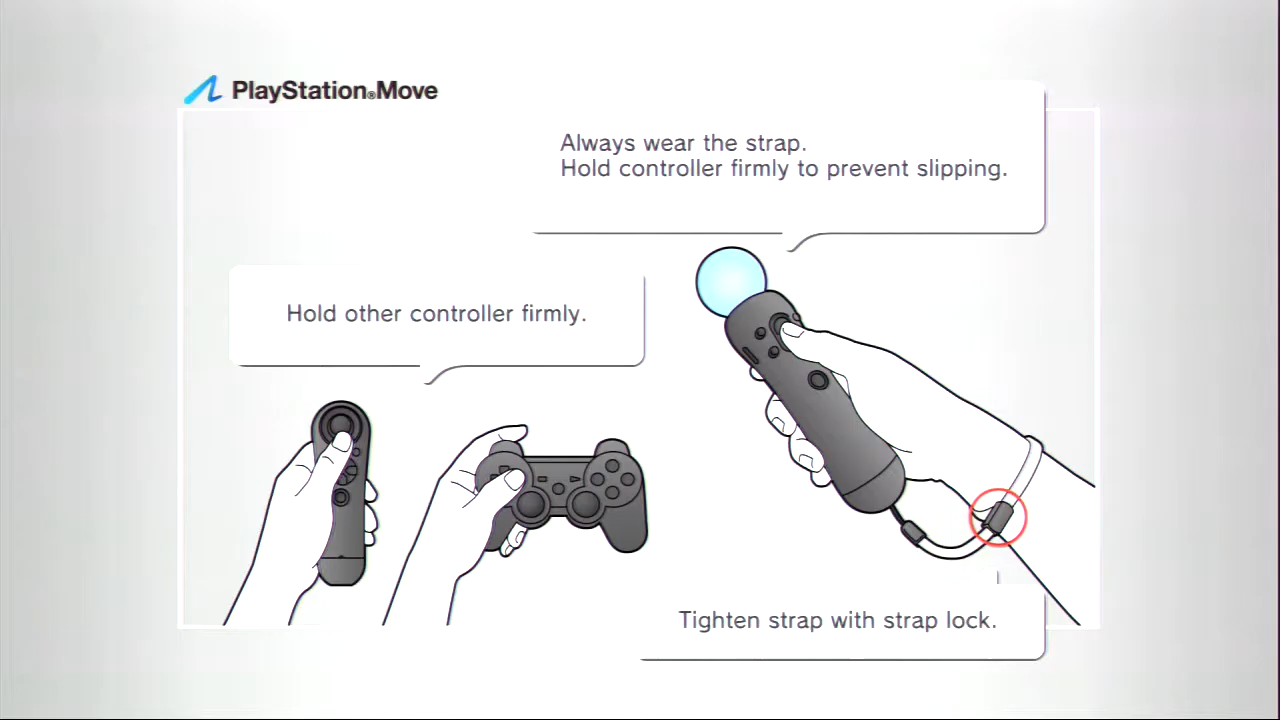 PlayStation®Move
Always wear the strap.
Hold controller firmly to prevent slipping.
Hold other controller firmly.
Tighten strap with strap lock.